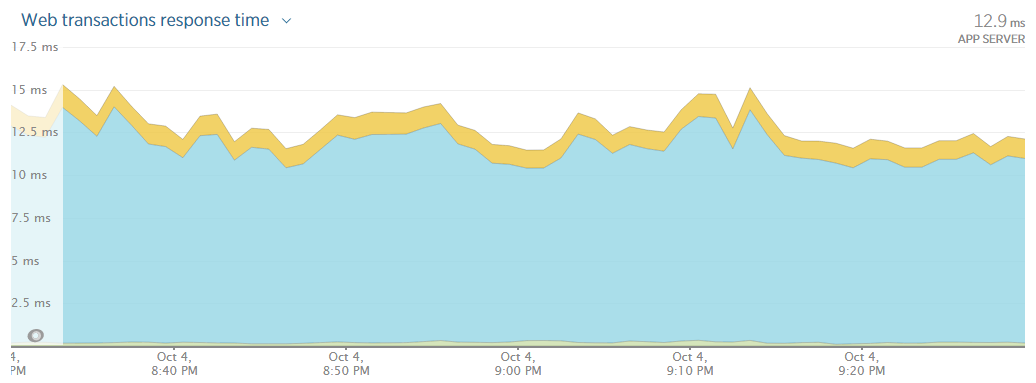 Web transactions response time
12.9 ms
APP SERVER
17.5 ms
15 ms
12.5 ms
10 ms
7.5 ms
5 ms
2.5 ms
4,
PM
Oct 4,
8:40 PM
Oct 4,
8:50 PM
Oct 4,
9:00 PM
Oct 4,
9:10 PM
Oct 4,
9:20 PM